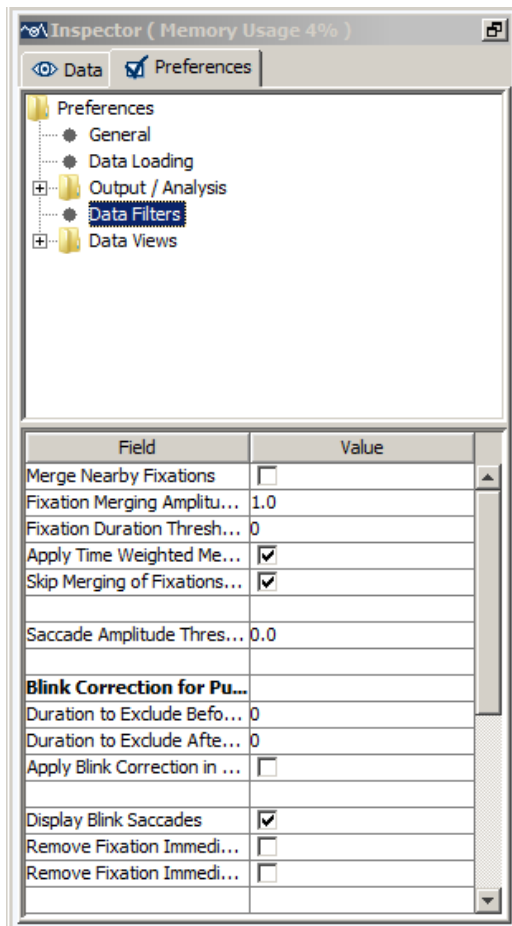 Inspector ( Memory Usage 4% )
Data Preferences
Preferences
General
Data Loading
Output / Analysis
Data Filters
Data Views
Field Value
Merge Nearby Fixations
Fixation Merging Amplitu... 1.0
Fixation Duration Thresh... 0
Apply Time Weighted Me...
Skip Merging of Fixations...
Saccade Amplitude Thres... 0.0
Blink Correction for Pu...
Duration to Exclude Befo... 0
Duration to Exclude Afte... 0
Apply Blink Correction in ...
Display Blink Saccades
Remove Fixation Immedi...
Remove Fixation Immedi...